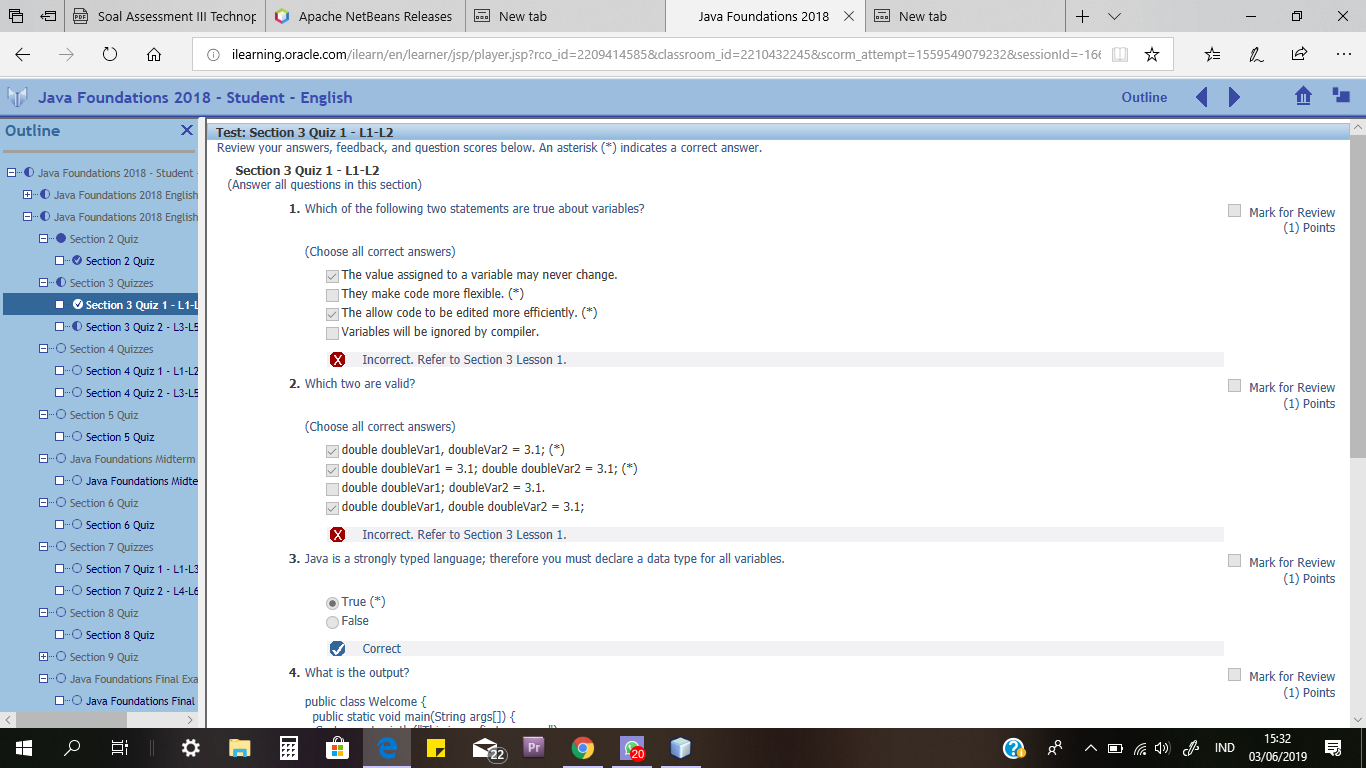 Soal Assessment III Technop
Apache NetBeans Releases
New tab
Java Foundations 2018
New tab
ilearning.oracle.com/ilearn/en/learner/jsp/player.jsp?rco_id=2209414585&classroom_id=2210432245&scorm_attempt=1559549079232&sessionId=-166
Java Foundations 2018 - Student - English
Outline
Outline
Java Foundations 2018 - Student
Java Foundations 2018 English
Java Foundations 2018 English
Section 2 Quiz
Section 2 Quiz
Section 3 Quizzes
Section 3 Quiz 1 - L1-L
Section 3 Quiz 2 - L3-L5
Section 4 Quizzes
Section 4 Quiz 1 - L1-L2
Section 4 Quiz 2 - L3-L5
Section 5 Quiz
Section 5 Quiz
Java Foundations Midterm
Java Foundations Midte
Section 6 Quiz
Section 6 Quiz
Section 7 Quizzes
Section 7 Quiz 1 - L1-L3
Section 7 Quiz 2 - L4-L6
Section 8 Quiz
Section 8 Quiz
Section 9 Quiz
Java Foundations Final Exa
Java Foundations Final
Test: Section 3 Quiz 1 - L1-L2
Review your answers, feedback, and question scores below. An asterisk (*) indicates a correct answer.
Section 3 Quiz 1 - L1-L2
(Answer all questions in this section)
1. Which of the following two statements are true about variables?
Mark for Review
(1) Points
(Choose all correct answers)
The value assigned to a variable may never change.
They make code more flexible. (*)
The allow code to be edited more efficiently. (*)
Variables will be ignored by compiler.
Incorrect. Refer to Section 3 Lesson 1.
2. Which two are valid?
Mark for Review
(1) Points
(Choose all correct answers)
double doubleVar1, doubleVar2 = 3.1; (*)
double doubleVar1 = 3.1; double doubleVar2 = 3.1; (*)
double doubleVar1; doubleVar2 = 3.1.
double doubleVar1, double doubleVar2 = 3.1;
Incorrect. Refer to Section 3 Lesson 1.
3. Java is a strongly typed language; therefore you must declare a data type for all variables.
Mark for Review
(1) Points
True (*)
False
Correct
4. What is the output?
Mark for Review
(1) Points
public class Welcome {
public static void main(String args[]) {
Pr
22
20
IND
15:32
03/06/2019